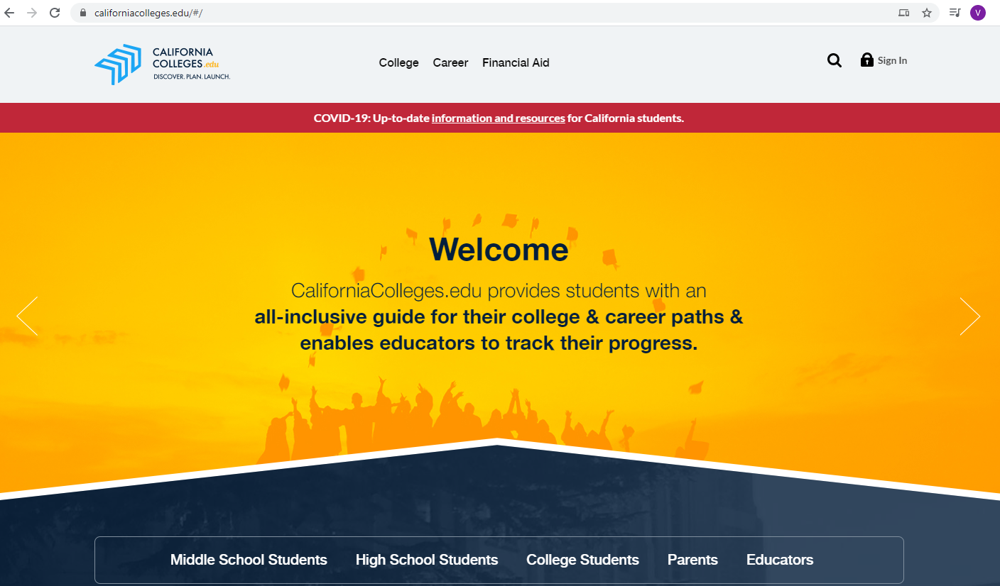 californiacolleges.edu/#/
V
CALIFORNIA
COLLEGES.edu
DISCOVER. PLAN. LAUNCH.
College Career Financial Aid
Sign In
COVID-19: Up-to-date information and resources for California students.
Welcome
CaliforniaColleges.edu provides students with an
all-inclusive guide for their college & career paths &
enables educators to track their progress.
Middle School Students High School Students College Students Parents Educators